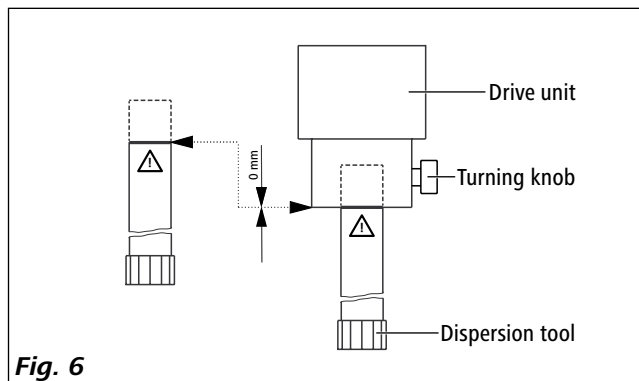 Drive unit
0 mm
Turning knob
Dispersion tool
Fig. 6